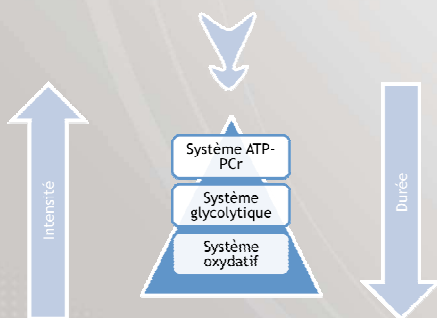 Système ATP-
PCr
Système
glycolytique
Système
oxydatif
Intensité
Durée